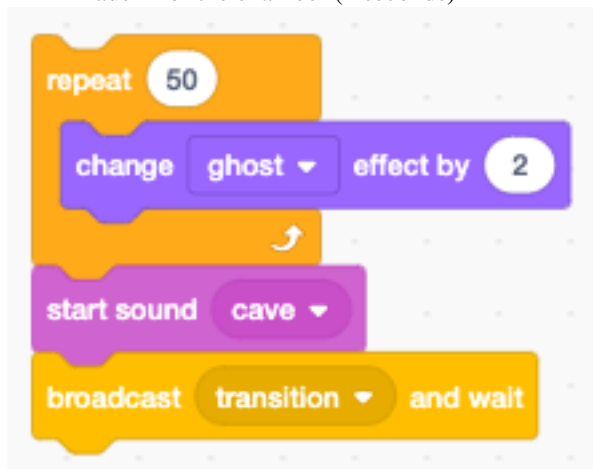 repeat 50
change ghost effect by 2
start sound cave
broadcast transition and wait